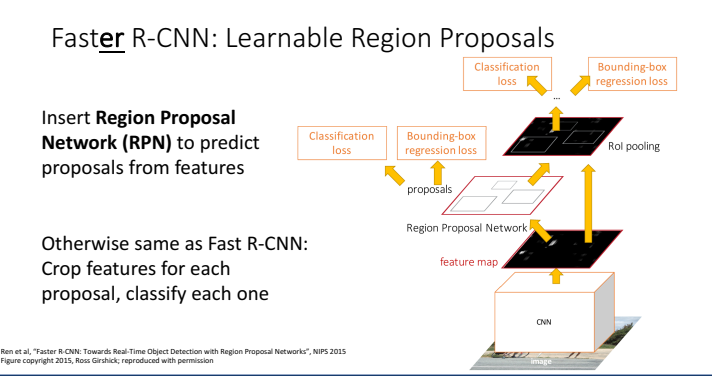 Faster R-CNN: Learnable Region Proposals
Insert Region Proposal
Network (RPN) to predict
proposals from features
Otherwise same as Fast R-CNN:
Crop features for each
proposal, classify each one
Classification
loss
Bounding-box
regression loss
...
Classification
loss
Bounding-box
regression loss
RoI pooling
proposals
Region Proposal Network
feature map
CNN
image
Ren et al, "Faster R-CNN: Towards Real-Time Object Detection with Region Proposal Networks", NIPS 2015
Figure copyright 2015, Ross Girshick; reproduced with permission